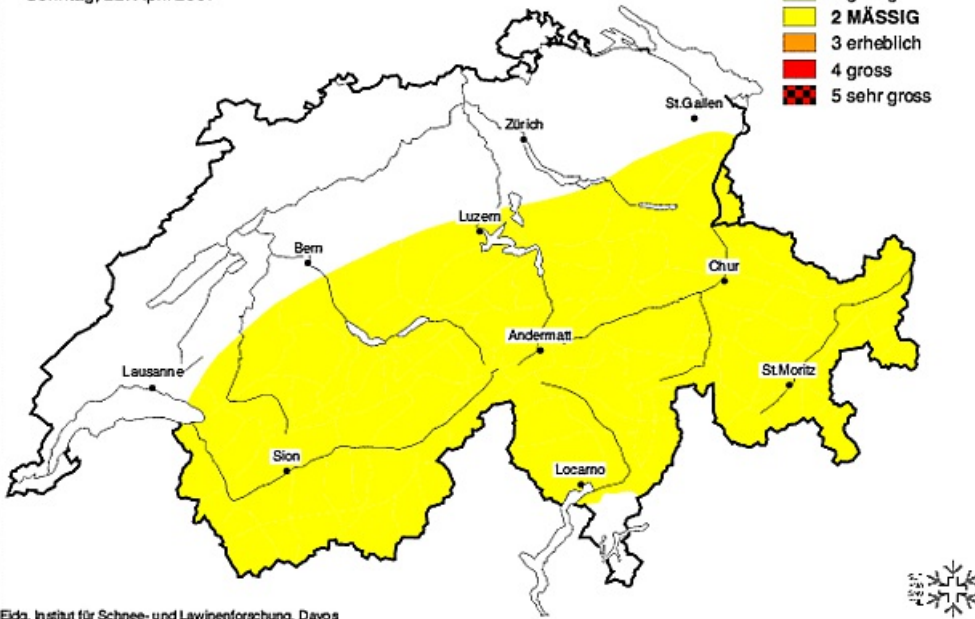 2 MÄSSIG
3 erheblich
4 gross
5 sehr gross
St.Gallen
Zürich
Luzern
Bern
Chur
Andermatt
Lausanne
St.Moritz
Sion
Locarno
Eidg. Institut für Schnee- und Lawinenforschung, Davos